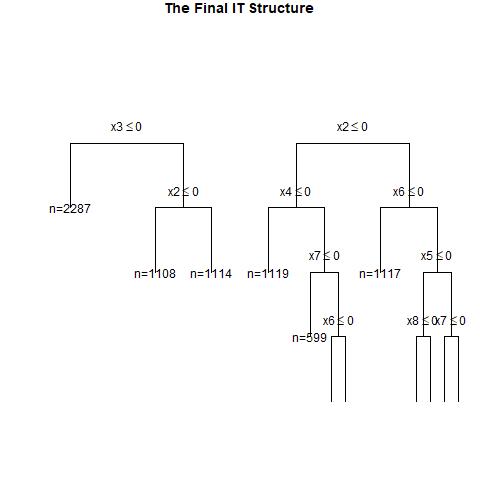 The Final IT Structure
x3 ≤ 0
x2 ≤ 0
x2 ≤ 0
x4 ≤ 0
x6 ≤ 0
n=2287
x7 ≤ 0
x5 ≤ 0
n=1108
n=1114
n=1119
n=1117
x6 ≤ 0
x8 ≤ 0
x7 ≤ 0
n=599